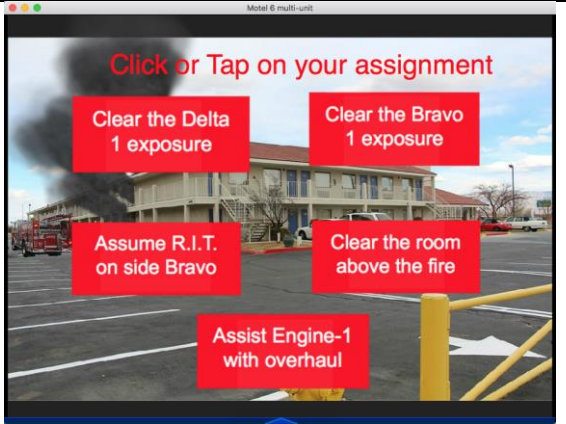 Motel 6 multi-unit
Click or Tap on your assignment
Clear the Delta
1 exposure
Clear the Bravo
1 exposure
Assume R.I.T.
on side Bravo
Clear the room
above the fire
Assist Engine-1
with overhaul